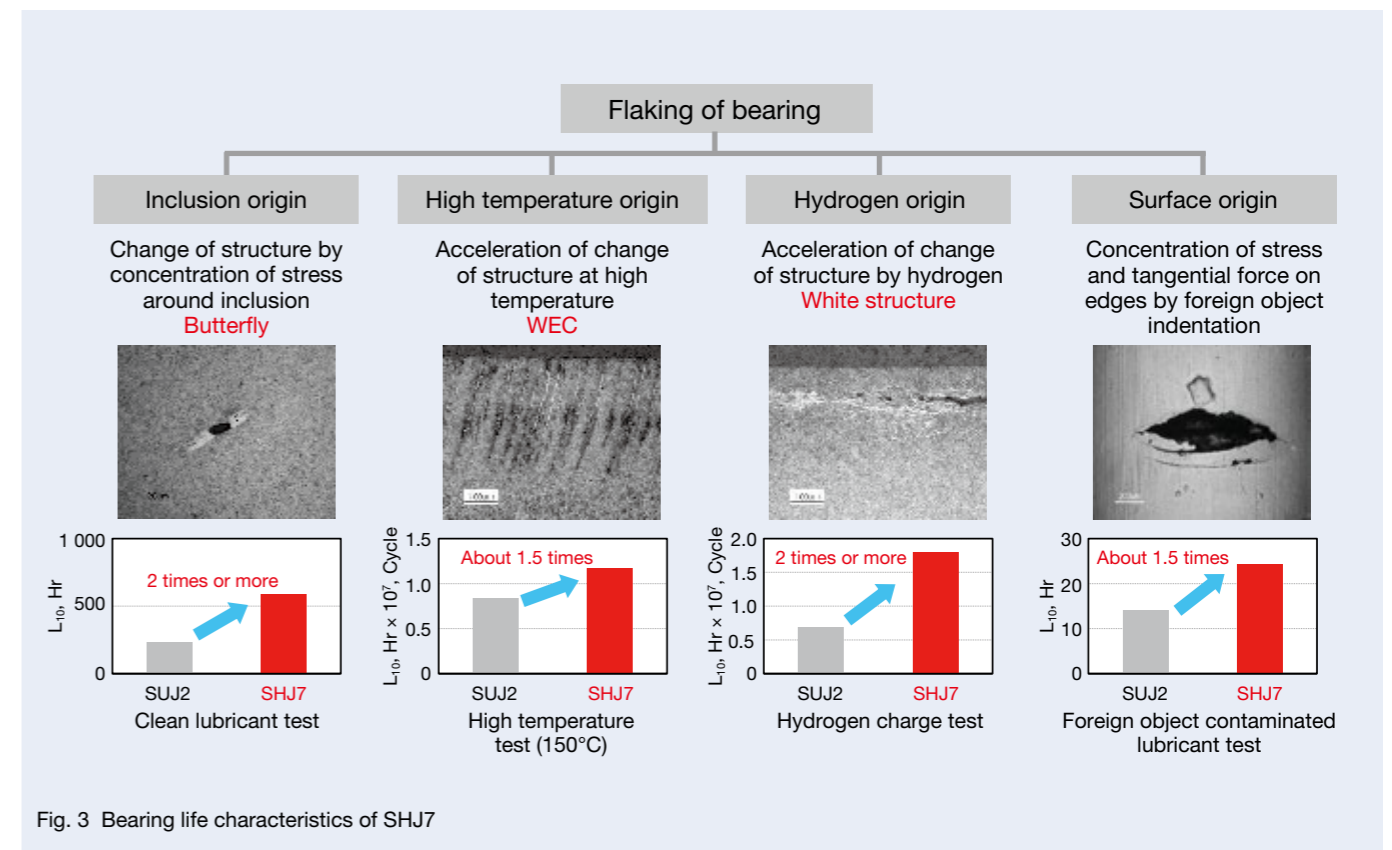 Flaking of bearing
Inclusion origin
Change of structure by
concentration of stress
around inclusion
Butterfly
High temperature origin
Acceleration of change
of structure at high
temperature
WEC
Hydrogen origin
Acceleration of change
of structure by hydrogen
White structure
Surface origin
Concentration of stress
and tangential force on
edges by foreign object
indentation
L₁₀, Hr
1 000
500
0
2 times or more
SUJ2
SHJ7
Clean lubricant test
L₁₀, Hr × 10⁷, Cycle
1.5
1.0
0.5
0
About 1.5 times
SUJ2
SHJ7
High temperature
test (150°C)
L₁₀, Hr × 10⁷, Cycle
2.0
1.5
1.0
0.5
0
2 times or more
SUJ2
SHJ7
Hydrogen charge test
L₁₀, Hr
30
20
10
0
About 1.5 times
SUJ2
SHJ7
Foreign object contaminated
lubricant test
Fig. 3 Bearing life characteristics of SHJ7